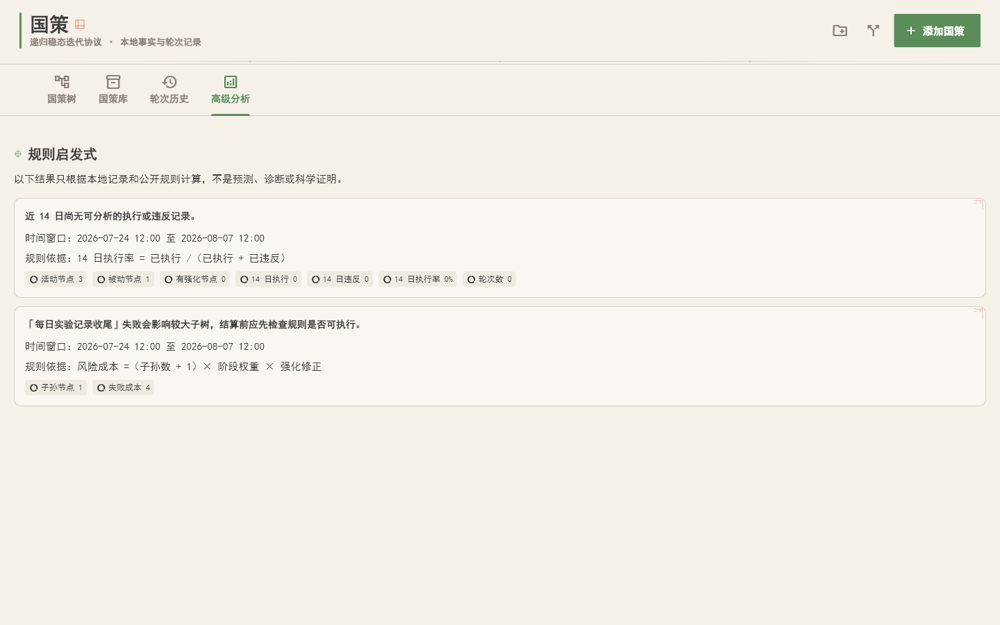 国策
递归稳态迭代协议 · 本地事实与轮次记录
添加国策
国策树
国策库
轮次历史
高级分析
规则启发式
以下结果只根据本地记录和公开规则计算，不是预测、诊断或科学证明。
近 14 日尚无可分析的执行或违反记录。
时间窗口：2026-07-24 12:00 至 2026-08-07 12:00
规则依据：14 日执行率 = 已执行 /（已执行 + 已违反）
活动节点 3
被动节点 1
有强化节点 0
14 日执行 0
14 日违反 0
14 日执行率 0%
轮次数 0
「每日实验记录收尾」失败会影响较大子树，结算前应先检查规则是否可执行。
时间窗口：2026-07-24 12:00 至 2026-08-07 12:00
规则依据：风险成本 =（子孙数 + 1）× 阶段权重 × 强化修正
子孙节点 1
失败成本 4